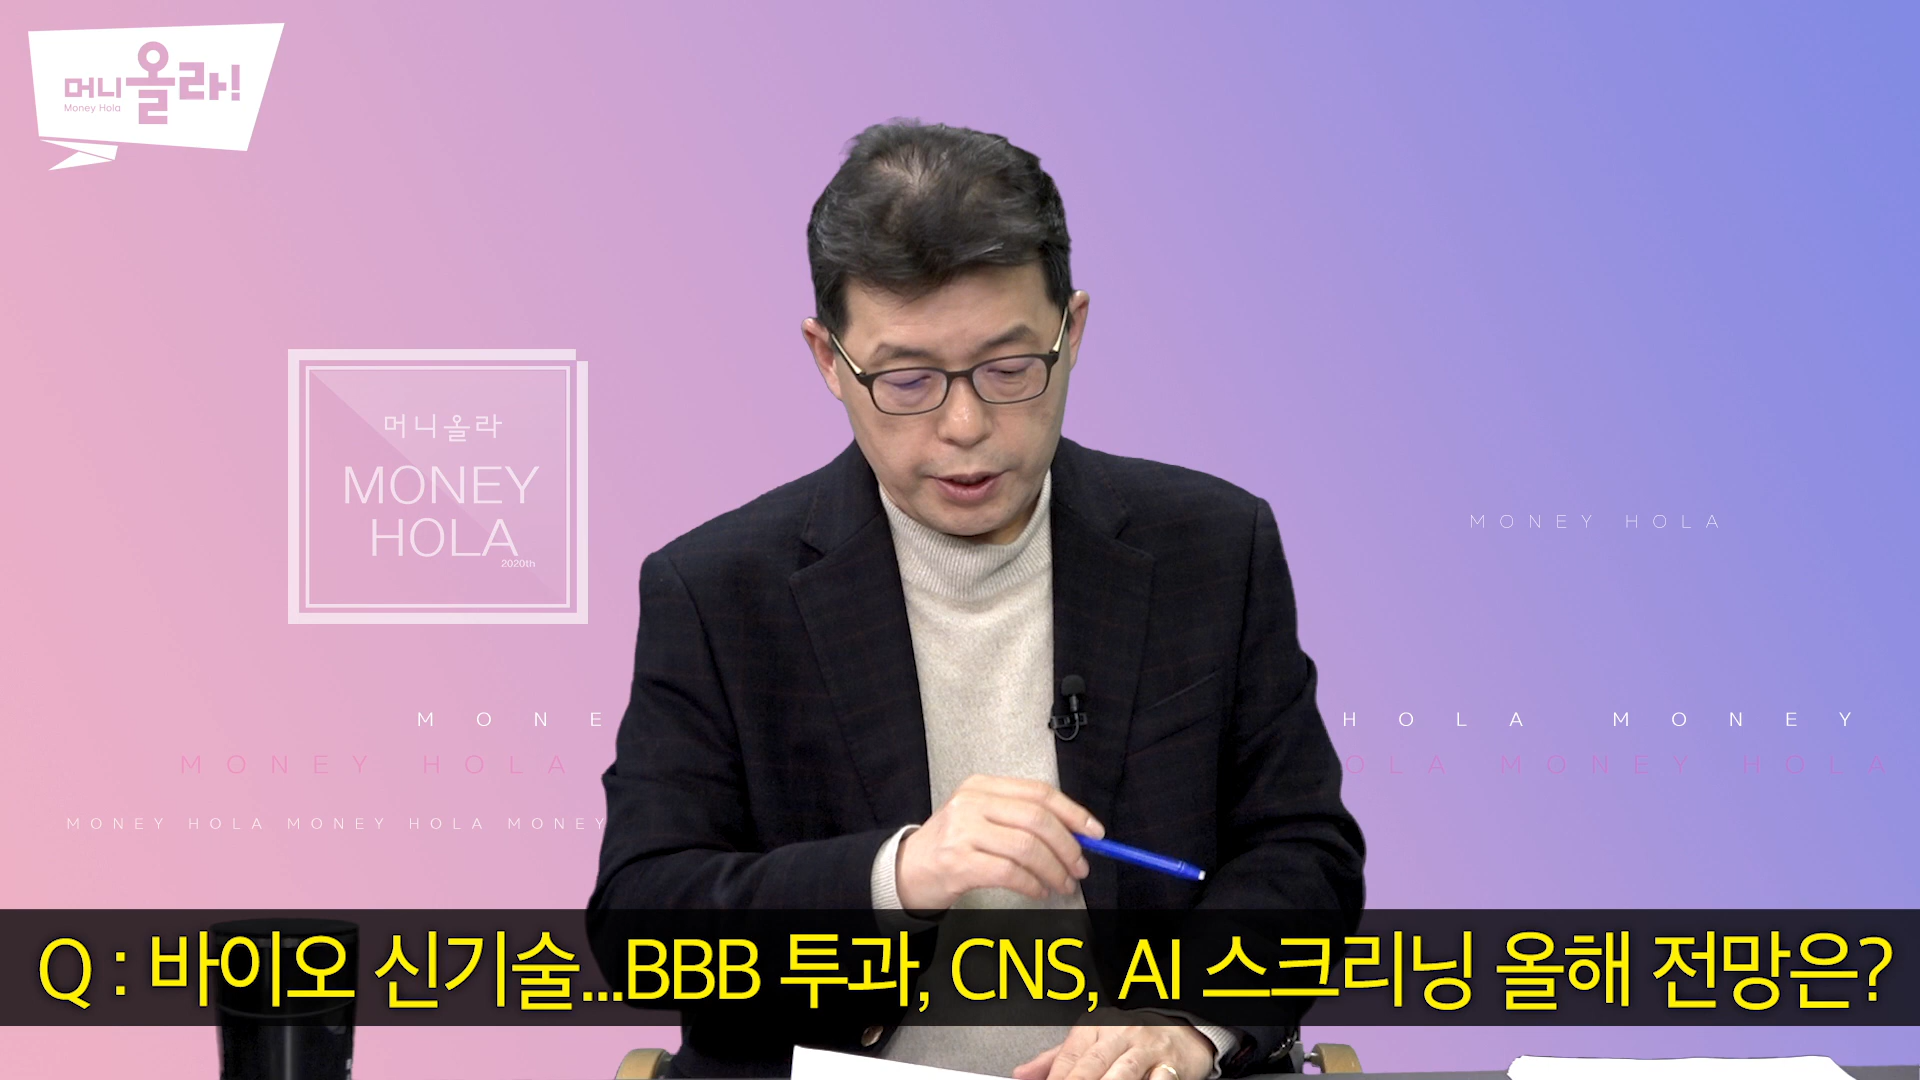 머니올라!
Money Hola
머니올라
MONEY
HOLA
2020th
MONEY HOLA
MONE
HOLA MONEY
MONEY HOLA
OLA MONEY HOLA
MONEY HOLA MONEY HOLA MONEY
Q : 바이오 신기술...BBB 투과, CNS, AI 스크리닝 올해 전망은?